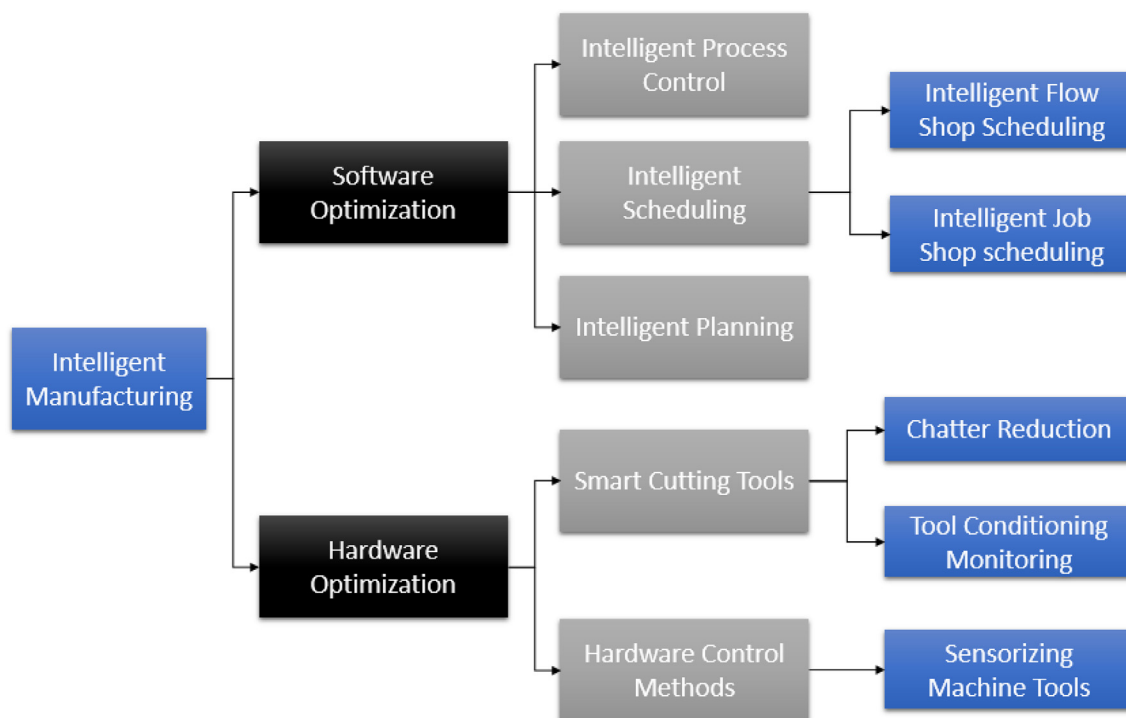 Intelligent
Manufacturing
Software
Optimization
Hardware
Optimization
Intelligent Process
Control
Intelligent
Scheduling
Intelligent Planning
Smart Cutting Tools
Hardware Control
Methods
Intelligent Flow
Shop Scheduling
Intelligent Job
Shop scheduling
Chatter Reduction
Tool Conditioning
Monitoring
Sensorizing
Machine Tools